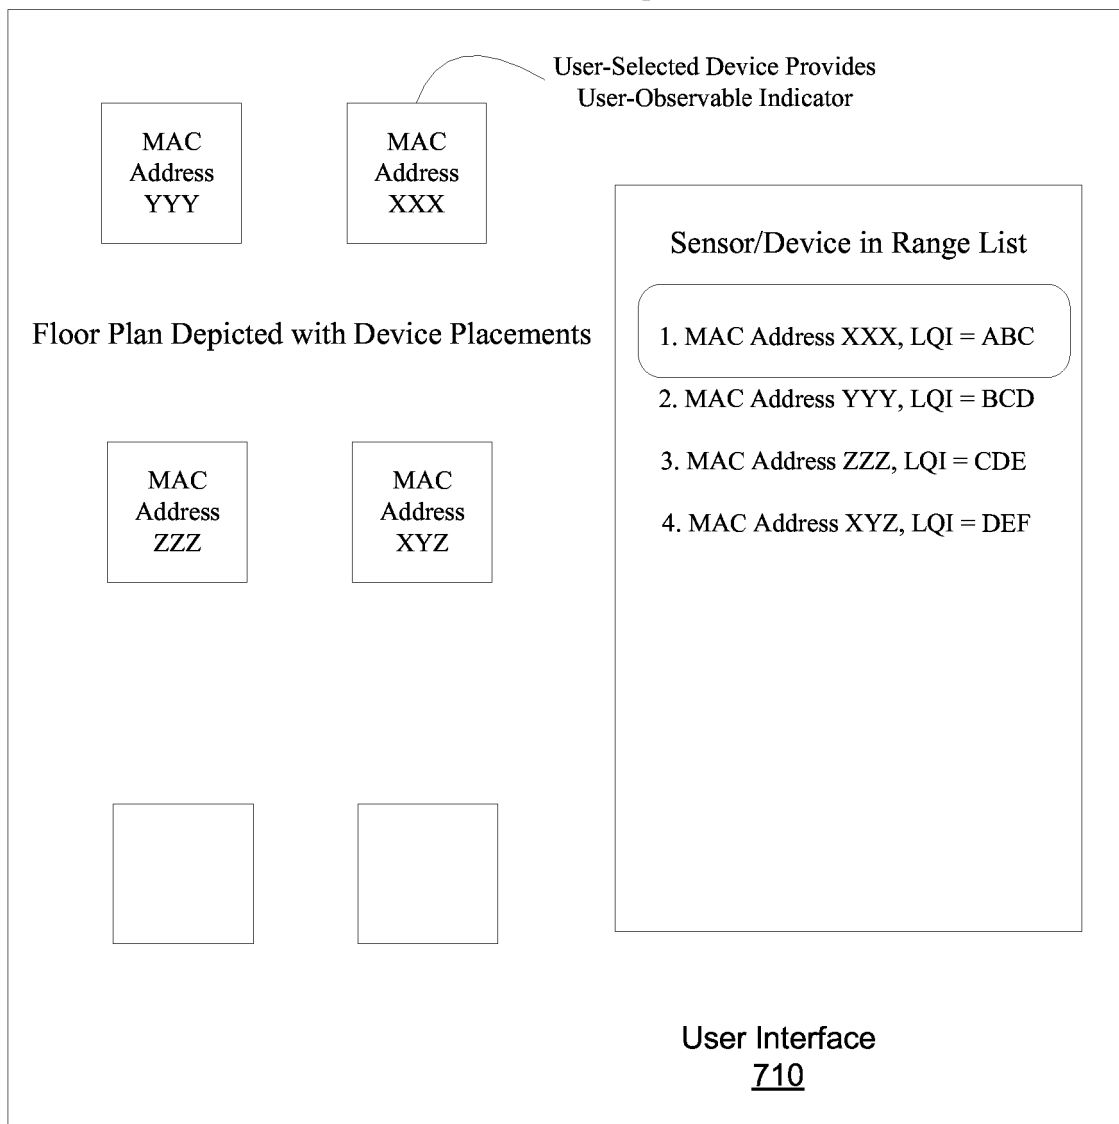 User-Selected Device Provides
User-Observable Indicator
MAC
Address
YYY
MAC
Address
XXX
Sensor/Device in Range List
Floor Plan Depicted with Device Placements
1. MAC Address XXX, LQI = ABC
2. MAC Address YYY, LQI = BCD
3. MAC Address ZZZ, LQI = CDE
4. MAC Address XYZ, LQI = DEF
MAC
Address
ZZZ
MAC
Address
XYZ
User Interface
710